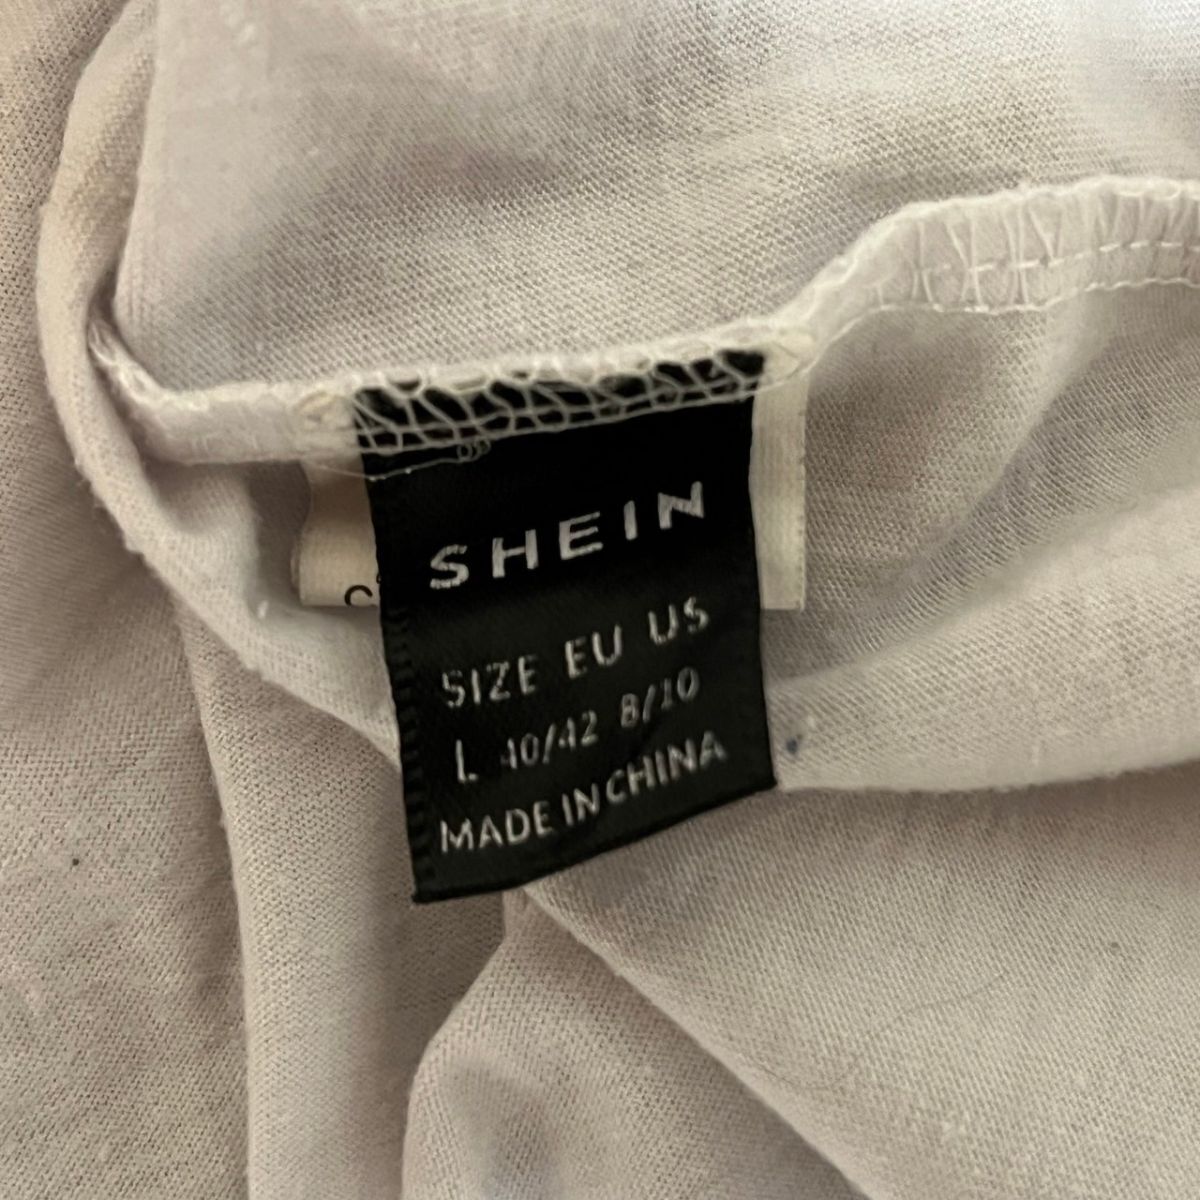 SHEIN
SIZE EU US
L 40/42 8/10
MADE IN CHINA